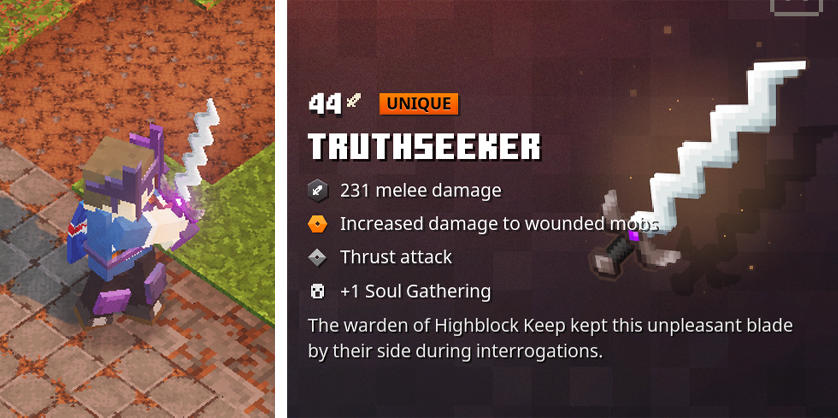 44
UNIQUE
TRUTHSEEKER
231 melee damage
Increased damage to wounded mobs
Thrust attack
+1 Soul Gathering
The warden of Highblock Keep kept this unpleasant blade
by their side during interrogations.